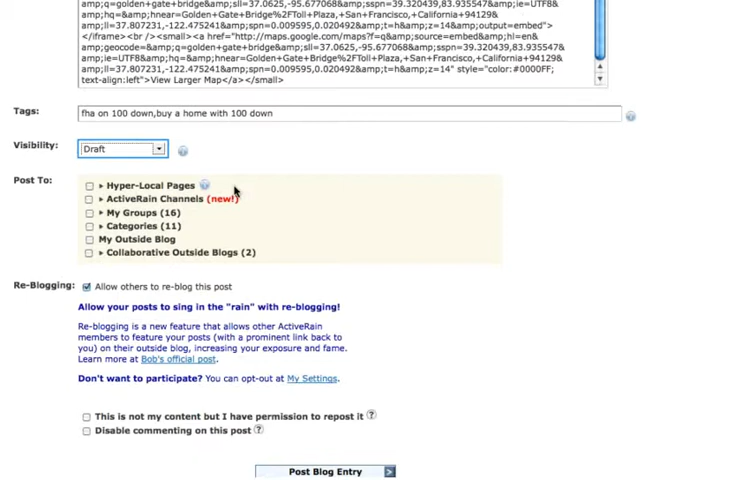 amp;q=golden+gate+bridge&amp;sll=37.0625,-95.677068&amp;sspn=39.320439,83.935547&amp;ie=UTF8&
amp;hq=&amp;hnear=Golden+Gate+Bridge%2FToll+Plaza,+San+Francisco,+California+94129&
amp;ll=37.807231,-122.475241&amp;spn=0.009595,0.020492&amp;t=h&amp;z=14&amp;output=embed">
</iframe><br /><small><a href="http://maps.google.com/maps?f=q&amp;source=embed&amp;hl=en&
amp;geocode=&amp;q=golden+gate+bridge&amp;sll=37.0625,-95.677068&amp;sspn=39.320439,83.935547&
amp;ie=UTF8&amp;hq=&amp;hnear=Golden+Gate+Bridge%2FToll+Plaza,+San+Francisco,+California+94129&
amp;ll=37.807231,-122.475241&amp;spn=0.009595,0.020492&amp;t=h&amp;z=14" style="color:#0000FF;
text-align:left">View Larger Map</a></small>
Tags: fha on 100 down,buy a home with 100 down
Visibility: Draft
Post To: Hyper-Local Pages
ActiveRain Channels (new!)
My Groups (16)
Categories (11)
My Outside Blog
Collaborative Outside Blogs (2)
Re-Blogging: Allow others to re-blog this post
Allow your posts to sing in the "rain" with re-blogging!
Re-blogging is a new feature that allows other ActiveRain
members to feature your posts (with a prominent link back to
you) on their outside blog, increasing your exposure and fame.
Learn more at Bob's official post.
Don't want to participate? You can opt-out at My Settings.
This is not my content but I have permission to repost it ?
Disable commenting on this post ?
Post Blog Entry